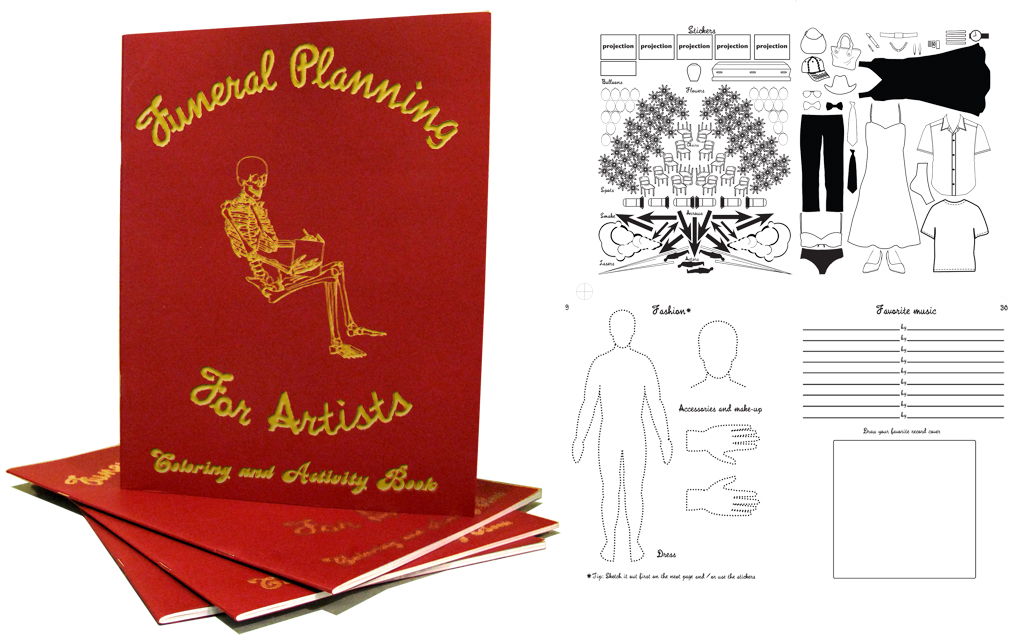 Funeral Planning
For Artists
Coloring and Activity Book
Stickers
projection projection projection projection projection
Balloons
Flowers
Chairs
Spots
Smoke
Arrows
Lasers
Actors
9
Fashion*
Accessories and make-up
Dress
* Tip: Sketch it out first on the next page and / or use the stickers
Favorite music
30
by
by
by
by
by
by
by
by
by
Draw your favorite record cover